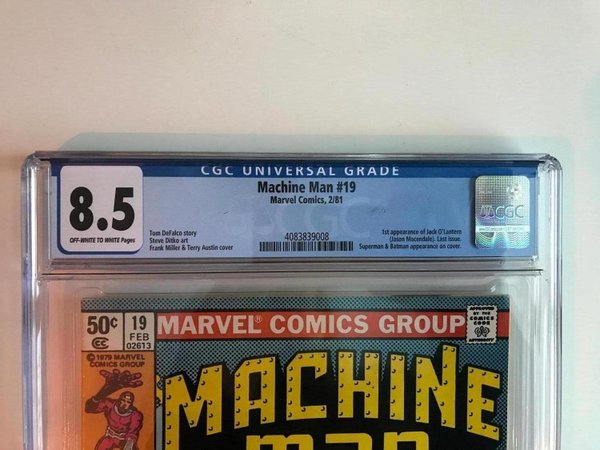 CGC UNIVERSAL GRADE
8.5
OFF-WHITE TO WHITE Pages
Machine Man #19
Marvel Comics, 2/81
Tom DeFalco story
Steve Ditko art
Frank Miller & Terry Austin cover
4083839008
1st appearance of Jack O'Lantern
(Jason Mocendale). Last issue.
Superman & Batman appearance on cover.
CGC
50¢ 19 MARVEL® COMICS GROUP
CC FEB
02613
© 1979 MARVEL
COMICS GROUP
APPROVED
BY THE
COMICS
CODE
AUTHORITY
MACHINE
MAN